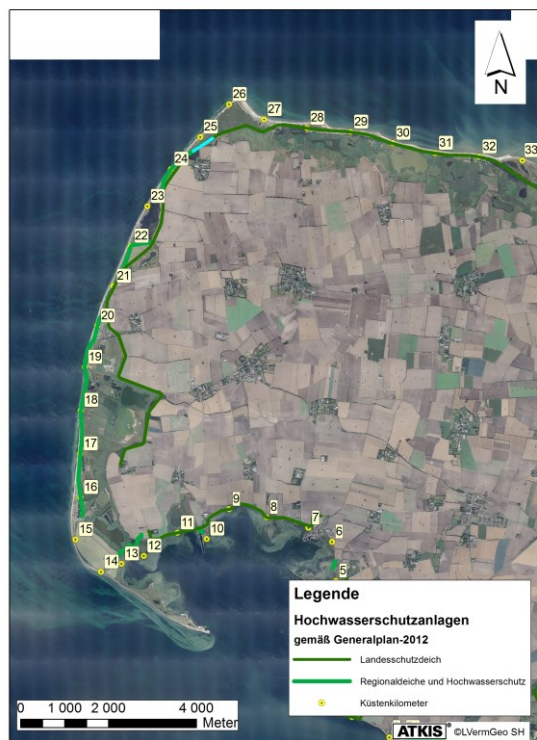 N
26
27
25
28
29
30
31
32
33
24
23
22
21
20
19
18
17
16
15
14
13
12
11
10
9
8
7
6
5
Legende
Hochwasserschutzanlagen
gemäß Generalplan-2012
Landesschutzdeich
Regionaldeiche und Hochwasserschutz
Küstenkilometer
0 1 000 2 000 4 000
Meter
ATKIS® ©LVermGeo SH